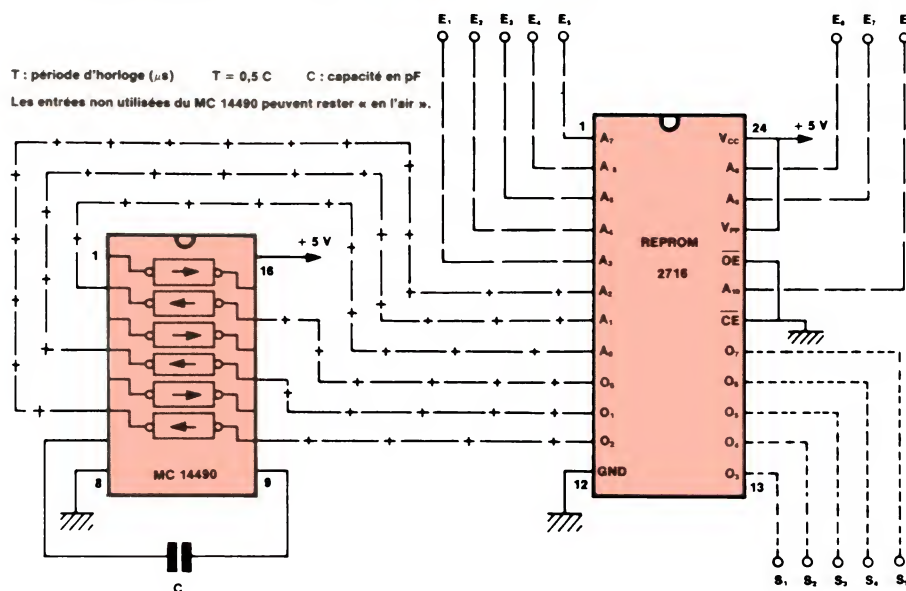 E₁ E₂ E₃ E₄ E₅ E₆ E₇ E
T : période d'horloge (μs) T = 0,5 C C : capacité en pF
Les entrées non utilisées du MC 14490 peuvent rester « en l'air ».
1 24
+ 5 V
A₇ VCC
A₆ A₈
A₅ A₉
A₄ VPP
REPROM
2716
A₃ OE
A₂ A₁₀
A₁ CE
A₀ O₇
O₀ O₆
O₁ O₅
O₂ O₄
GND O₃
12 13
+ 5 V
1 16
MC 14490
8 9
C
S₁ S₂ S₃ S₄ S₅